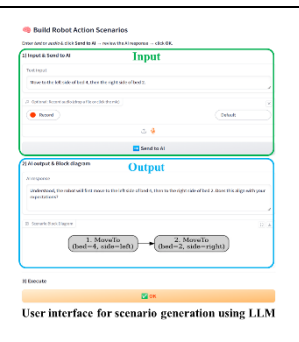 🧠 Build Robot Action Scenarios
Enter text or audio, click Send to AI → review the AI response → click OK.
1) Input & Send to AI
Input
Text input
Move to the left side of bed 4, then the right side of bed 2.
Record
Default
Send to AI
2) AI output & Block diagram
Output
AI response
Understood, the robot will first move to the left side of bed 4, then to the right side of bed 2. Does this align with your expectations?
Scenario Block Diagram
1. MoveTo
(bed=4, side=left)
2. MoveTo
(bed=2, side=right)
3) Execute
✅ OK
User interface for scenario generation using LLM